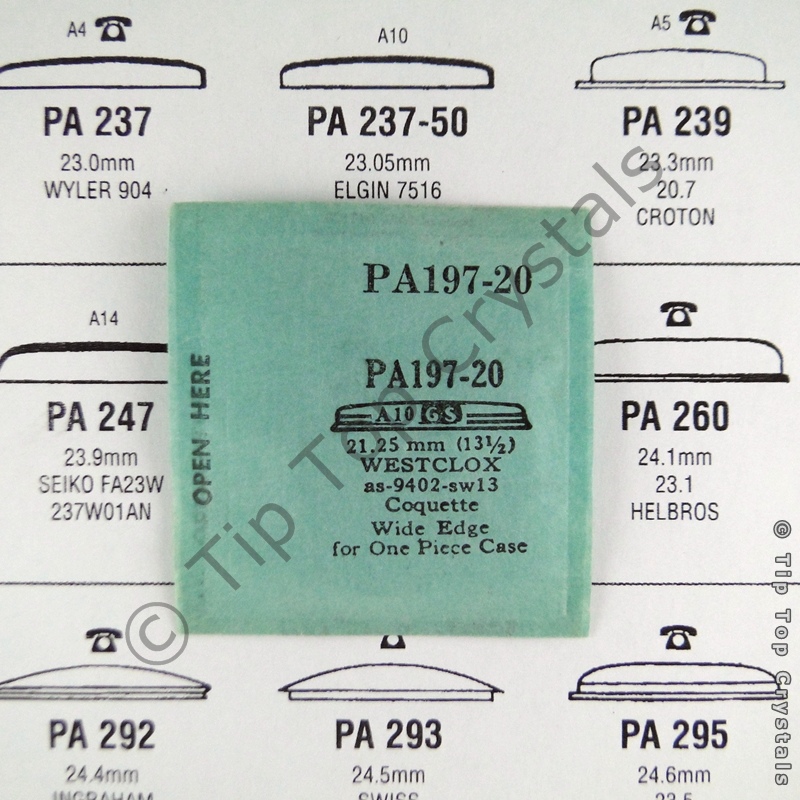 A4
A10
A5
PA 237
PA 237-50
PA 239
23.0mm
23.05mm
23.3mm
WYLER 904
ELGIN 7516
20.7
CROTON
PA197-20
A14
PA197-20
A10 GS
OPEN HERE
PA 247
21.25 mm (13½)
PA 260
23.9mm
WESTCLOX
24.1mm
SEIKO FA23W
as-9402-sw13
23.1
237W01AN
Coquette
HELBROS
Wide Edge
for One Piece Case
PA 292
PA 293
PA 295
24.4mm
24.5mm
24.6mm
INGRAHAM
SWISS
23.5
© Tip Top Crystals
© Tip Top Crystals